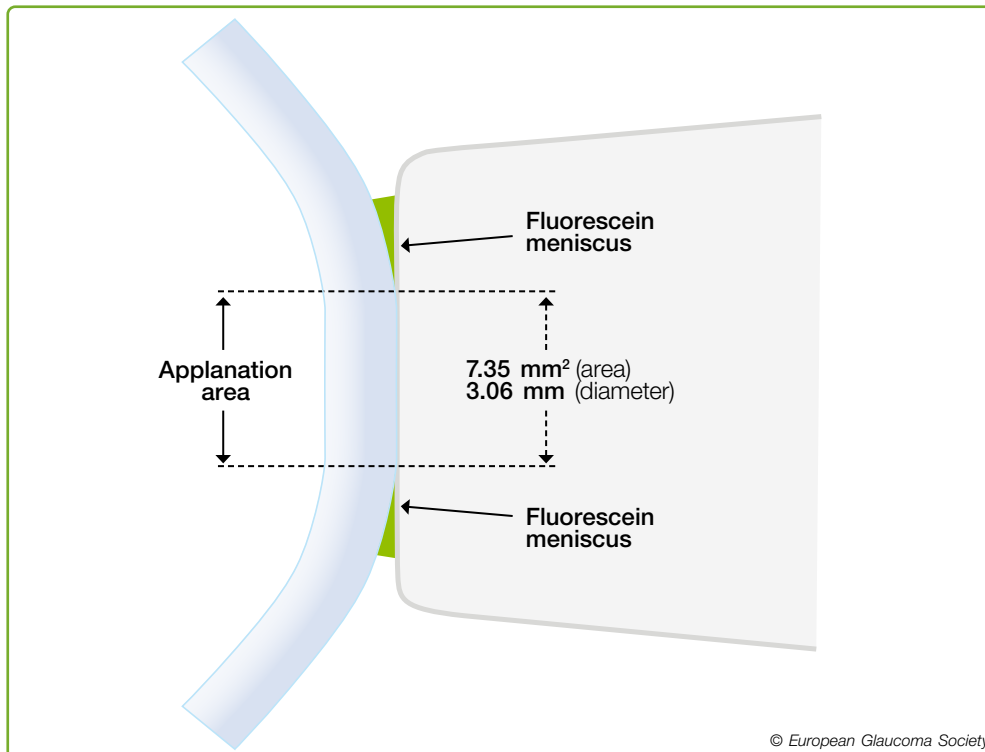 Fluorescein
meniscus
Applanation
area
7.35 mm² (area)
3.06 mm (diameter)
Fluorescein
meniscus
© European Glaucoma Society